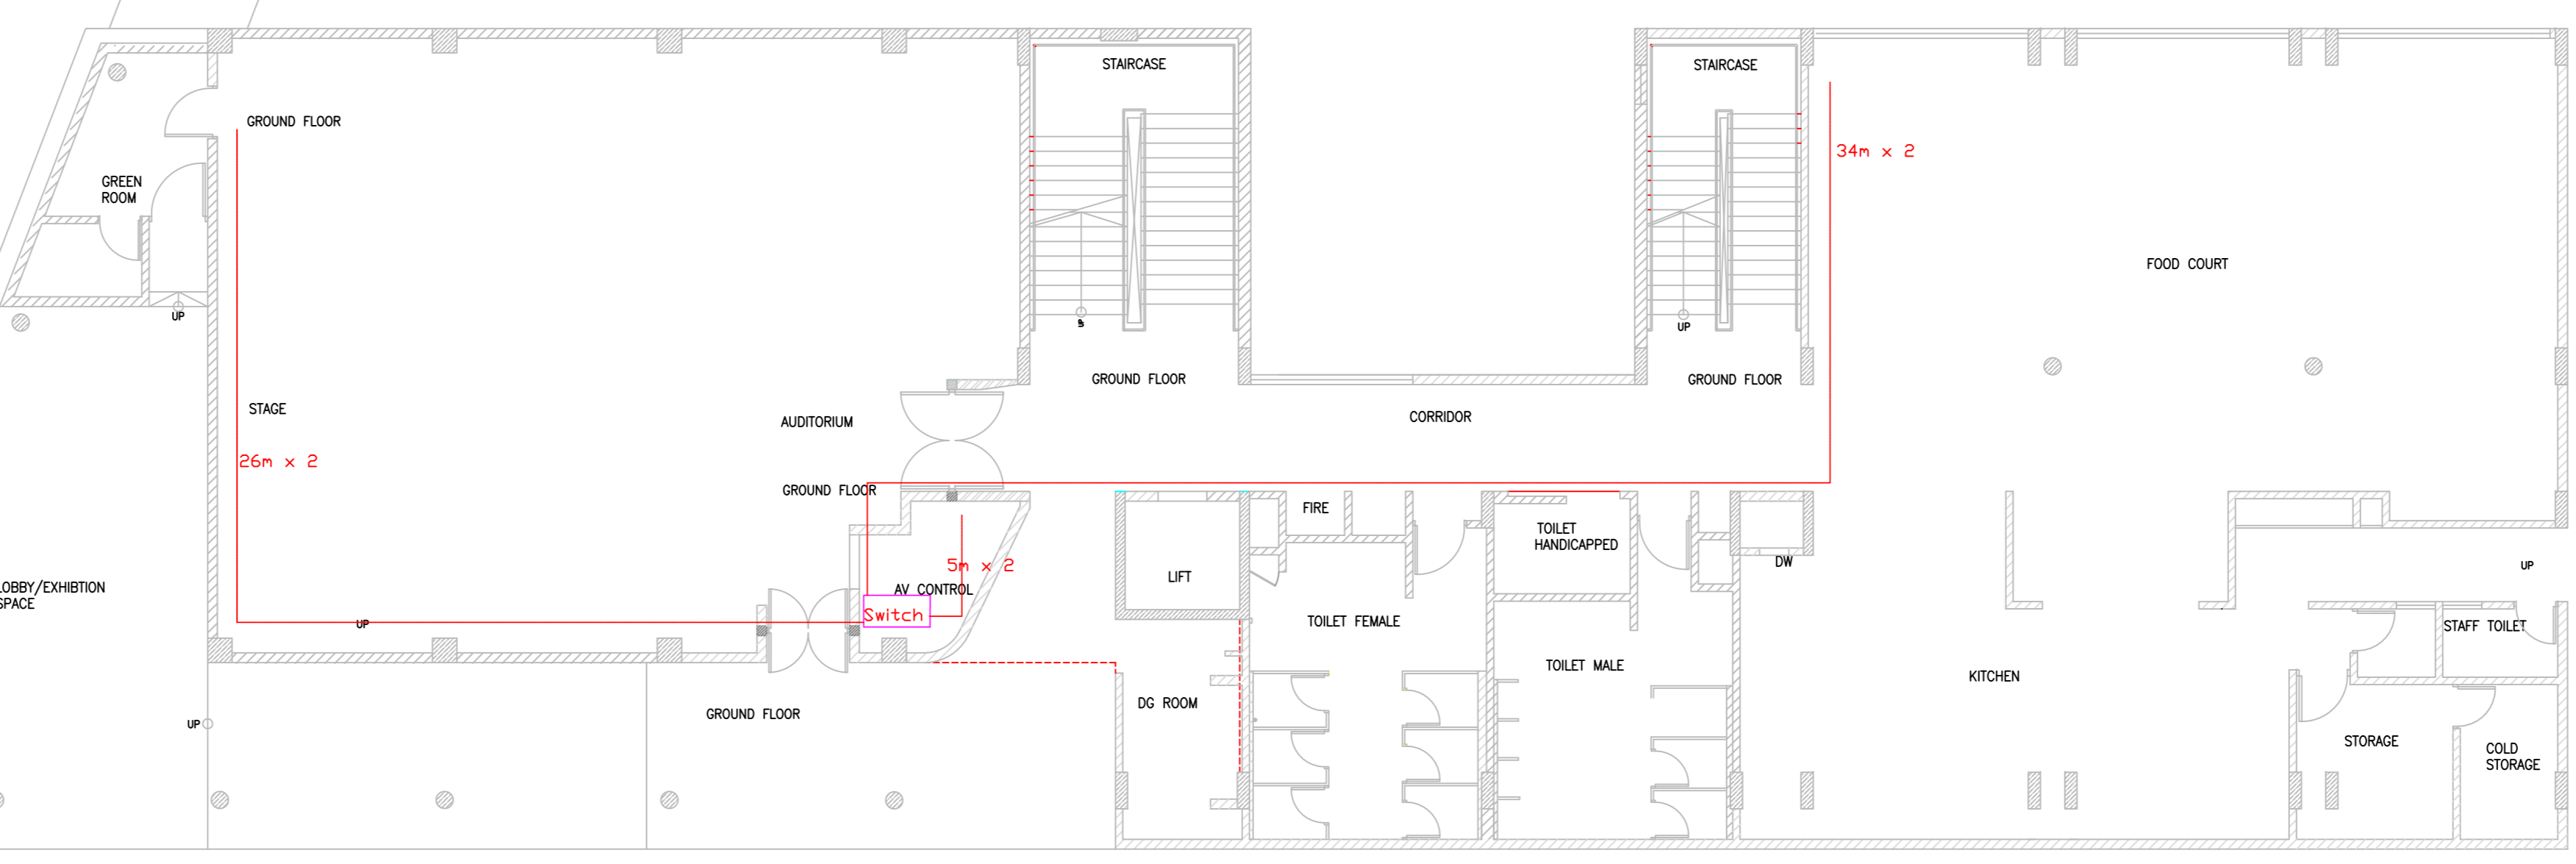 STAIRCASE
STAIRCASE
GROUND FLOOR
34m x 2
GREEN
ROOM
FOOD COURT
UP
UP
GROUND FLOOR
GROUND FLOOR
STAGE
AUDITORIUM
CORRIDOR
26m x 2
GROUND FLOOR
FIRE
TOILET
HANDICAPPED
5m x 2
DW
UP
LIFT
LOBBY/EXHIBTION
SPACE
AV CONTROL
Switch
UP
TOILET FEMALE
STAFF TOILET
TOILET MALE
KITCHEN
DG ROOM
GROUND FLOOR
UP
STORAGE
COLD
STORAGE